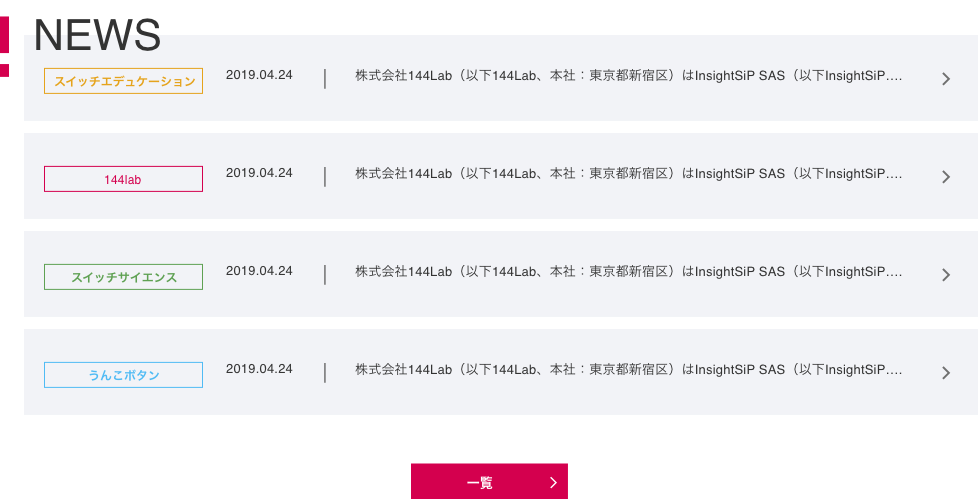 NEWS
スイッチエデュケーション 2019.04.24 | 株式会社144Lab（以下144Lab、本社：東京都新宿区）はInsightSiP SAS（以下InsightSiP....
144lab 2019.04.24 | 株式会社144Lab（以下144Lab、本社：東京都新宿区）はInsightSiP SAS（以下InsightSiP....
スイッチサイエンス 2019.04.24 | 株式会社144Lab（以下144Lab、本社：東京都新宿区）はInsightSiP SAS（以下InsightSiP....
うんこボタン 2019.04.24 | 株式会社144Lab（以下144Lab、本社：東京都新宿区）はInsightSiP SAS（以下InsightSiP....
一覧